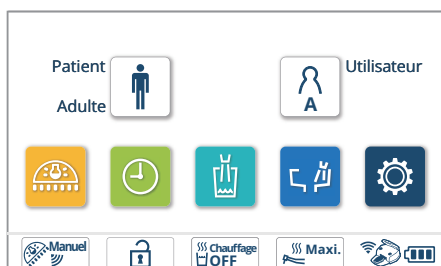 Patient
Adulte
Utilisateur
A
Manuel
Chauffage
OFF
Maxi.